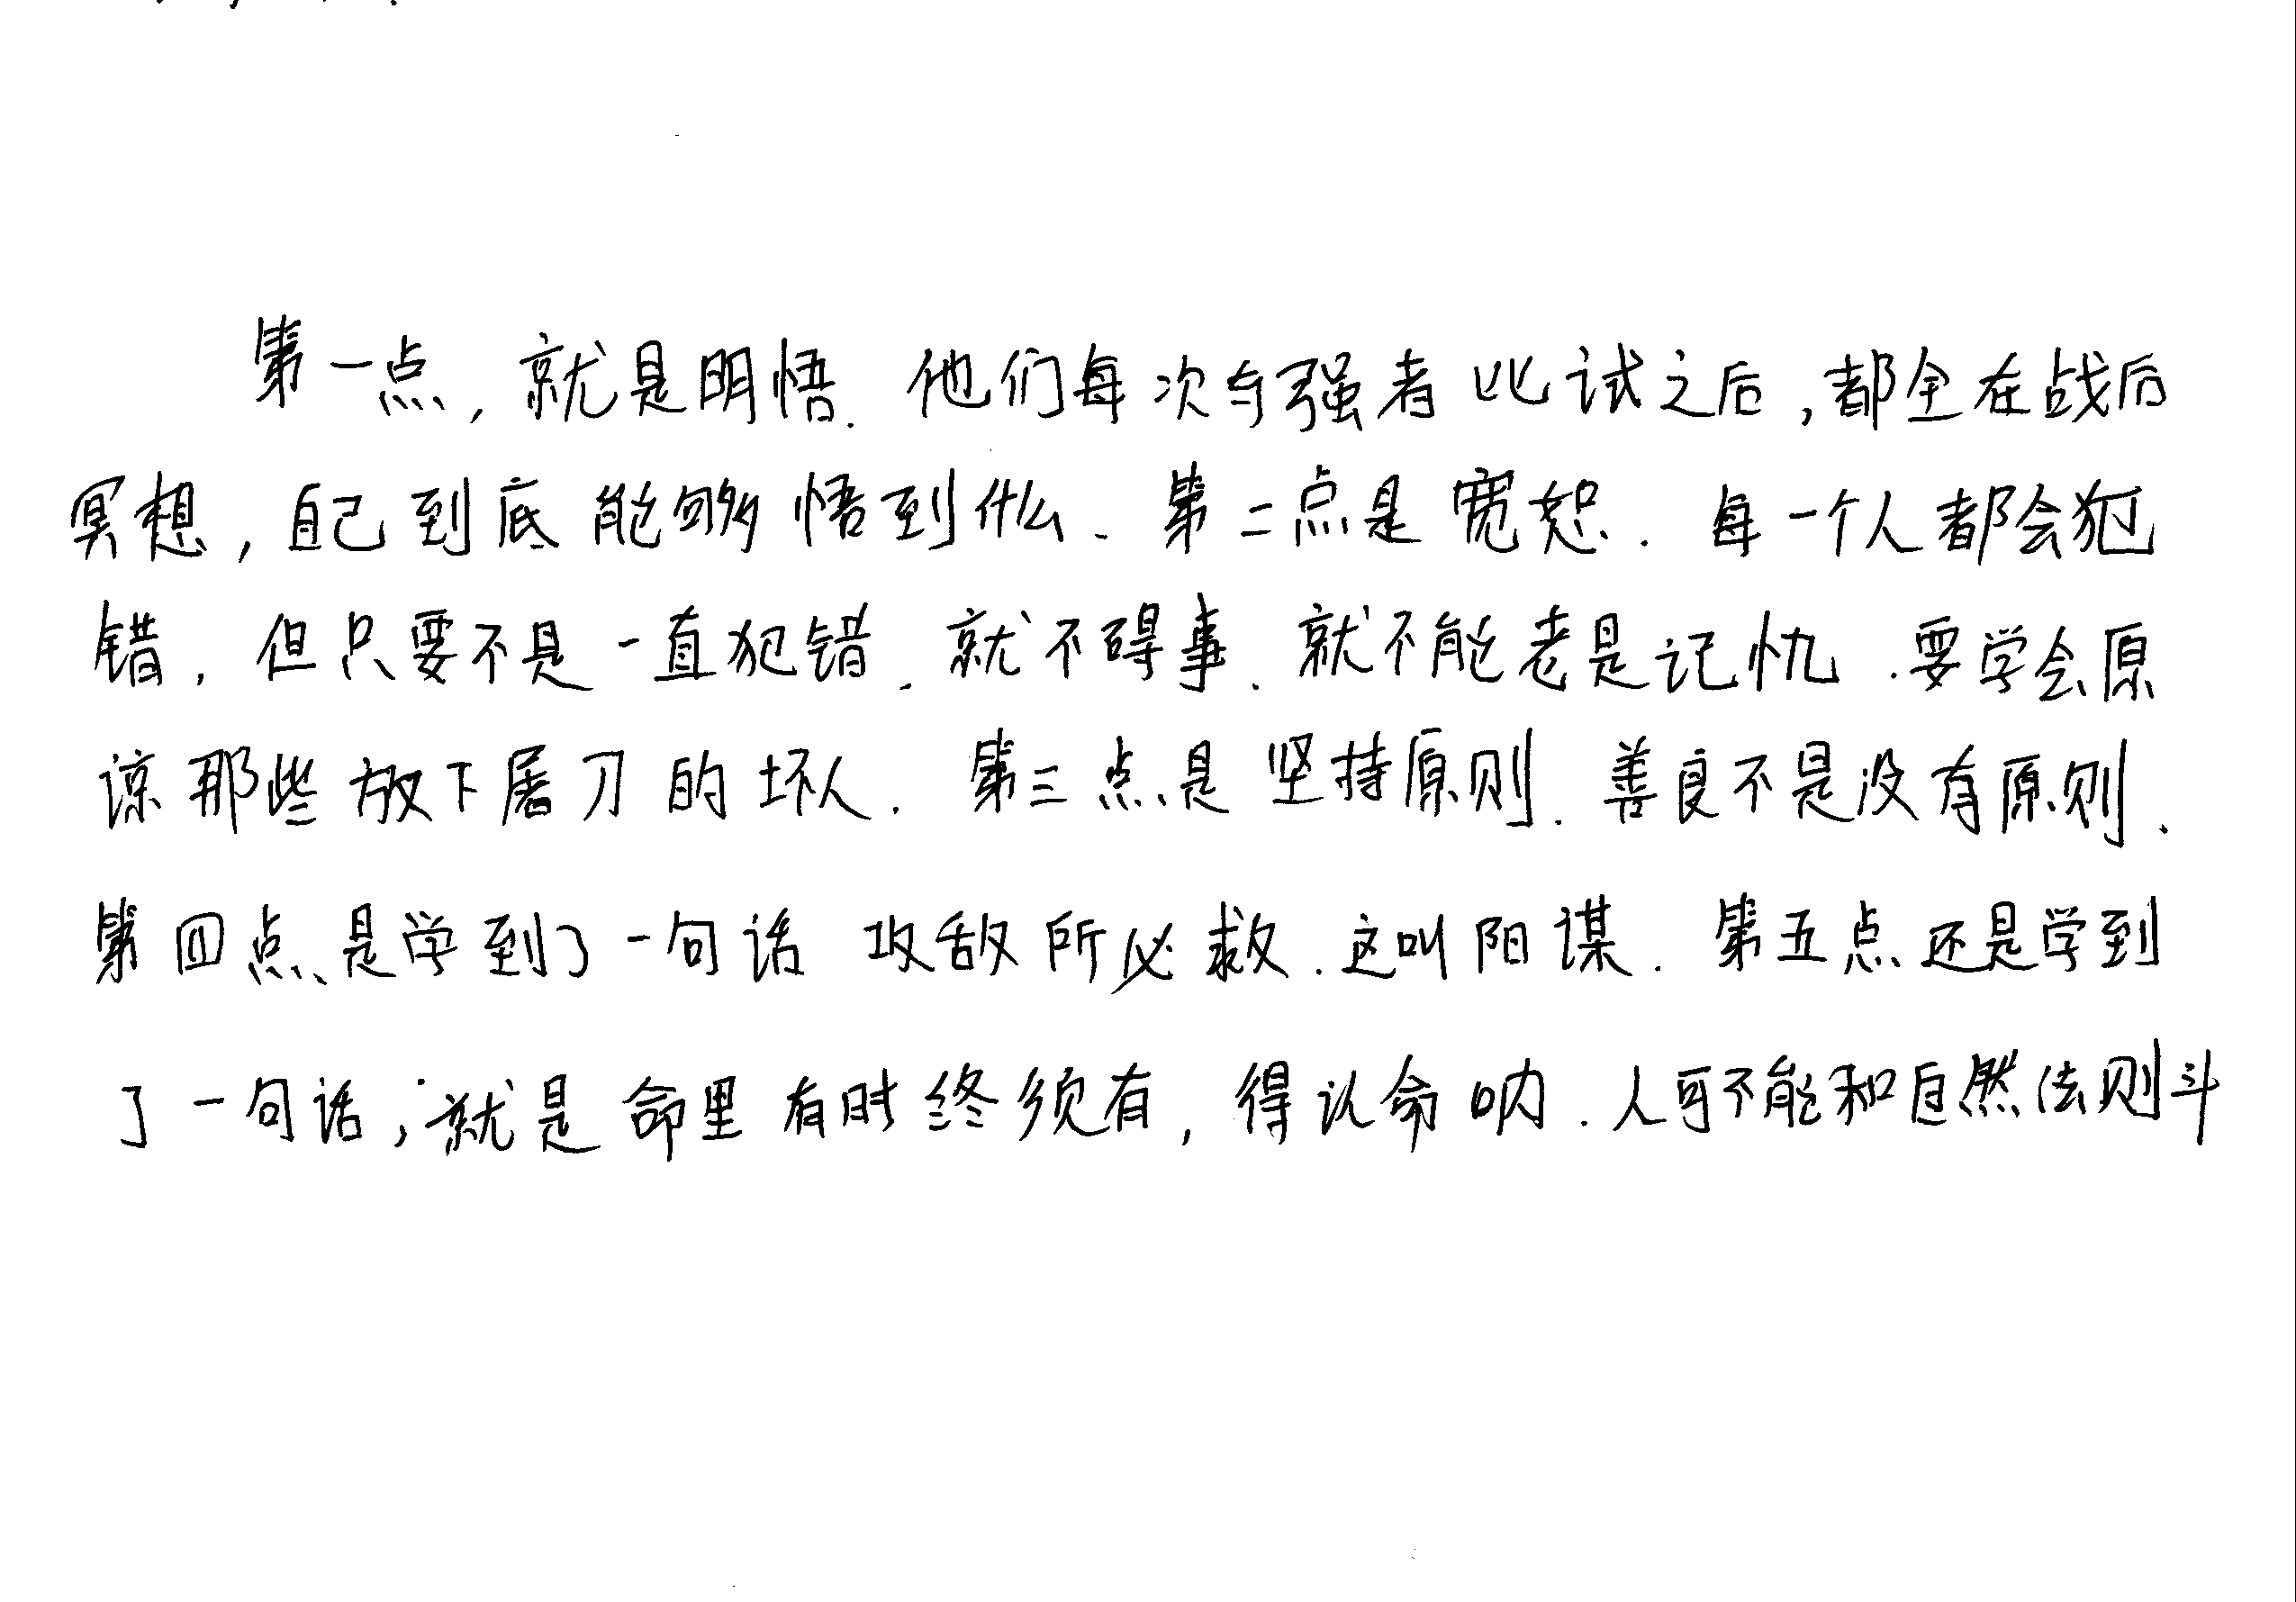 第一点，就是明悟.他们每次与强者比试之后，都全在战后
冥想，自己到底能够悟到什么.第二点是宽恕.每一个人都会犯
错，但只要不是一直犯错.就不碍事.就不能老是记仇.要学会原
谅那些放下屠刀的坏人.第三点是坚持原则.善良不是没有原则.
第四点是学到了一句话 攻敌所必救.这叫阳谋.第五点还是学到
了一句话，就是命里有时终须有，得认命呐.人可不能和自然法则斗